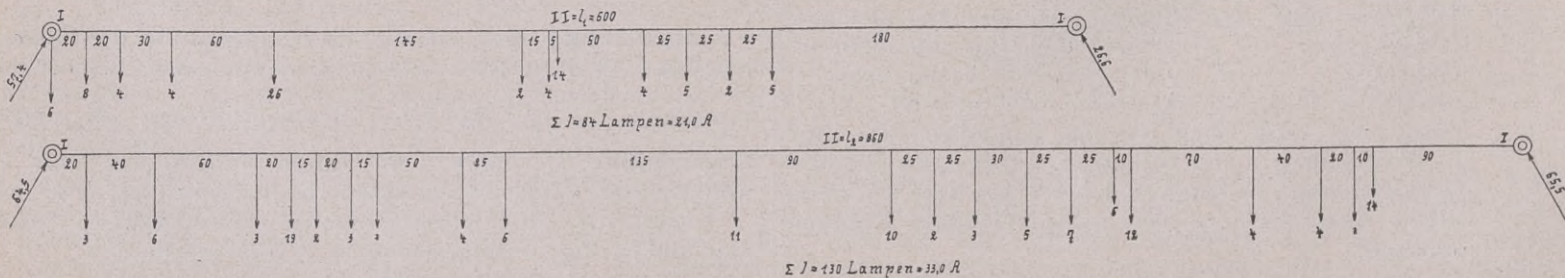 I II=l₁=600 I
20 20 30 60 145 15 5 50 25 25 25 180
57,4 26,6
6 8 4 4 26 2 4 14 4 5 2 5
Σ J=84 Lampen=21,0 A
I II=l₂=860 I
20 40 60 20 15 20 15 50 25 135 90 25 25 30 25 25 10 70 40 20 10 90
64,5 65,5
3 6 3 19 2 3 4 6 11 10 2 3 5 7 6 12 4 4 14
Σ J=130 Lampen=33,0 A